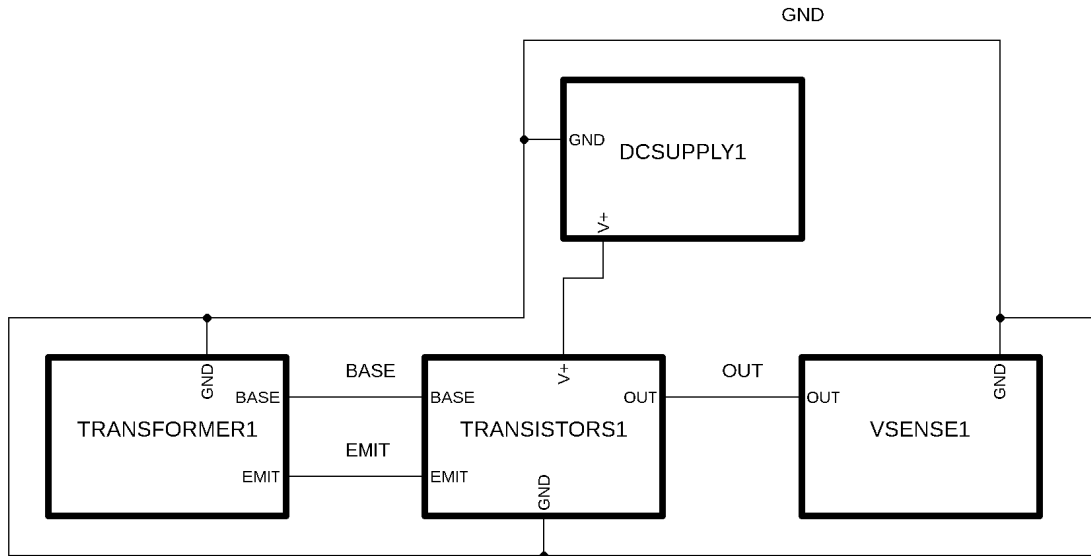 GND
GND
DCSUPPLY1
V+
GND
BASE
V+
OUT
GND
BASE
BASE
OUT
OUT
TRANSFORMER1
TRANSISTORS1
VSENSE1
EMIT
EMIT
EMIT
GND